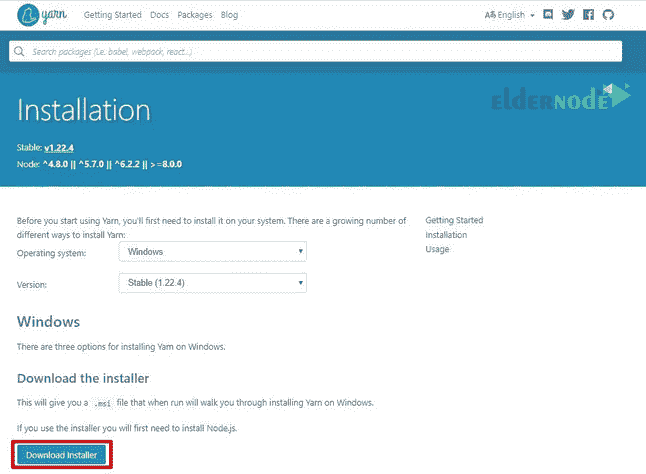 yarn Getting Started Docs Packages Blog English
Search packages (i.e. babel, webpack, react...)
ELDERNODE
Installation
Stable: v1.22.4
Node: ^4.8.0 || ^5.7.0 || ^6.2.2 || >=8.0.0
Before you start using Yarn, you'll first need to install it on your system. There are a growing number of
different ways to install Yarn:
Getting Started
Installation
Usage
Operating system: Windows
Version: Stable (1.22.4)
Windows
There are three options for installing Yarn on Windows.
Download the installer
This will give you a .msi file that when run will walk you through installing Yarn on Windows.
If you use the installer you will first need to install Node.js.
Download Installer